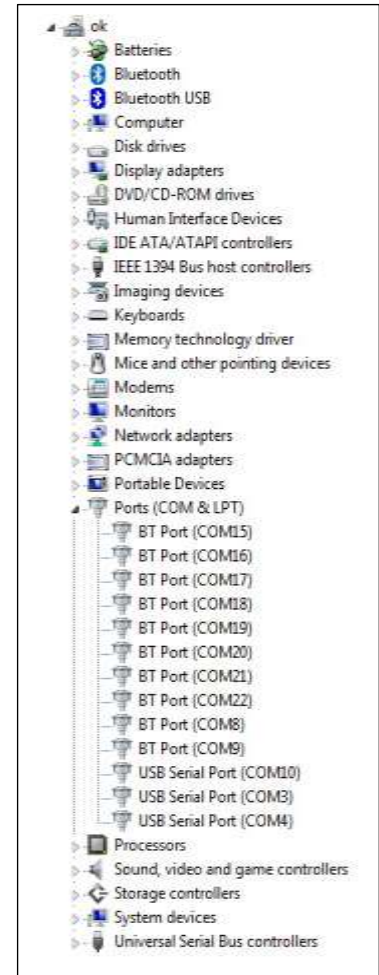 ok
Batteries
Bluetooth
Bluetooth USB
Computer
Disk drives
Display adapters
DVD/CD-ROM drives
Human Interface Devices
IDE ATA/ATAPI controllers
IEEE 1394 Bus host controllers
Imaging devices
Keyboards
Memory technology driver
Mice and other pointing devices
Modems
Monitors
Network adapters
PCMCIA adapters
Portable Devices
Ports (COM & LPT)
BT Port (COM15)
BT Port (COM16)
BT Port (COM17)
BT Port (COM18)
BT Port (COM19)
BT Port (COM20)
BT Port (COM21)
BT Port (COM22)
BT Port (COM8)
BT Port (COM9)
USB Serial Port (COM10)
USB Serial Port (COM3)
USB Serial Port (COM4)
Processors
Sound, video and game controllers
Storage controllers
System devices
Universal Serial Bus controllers